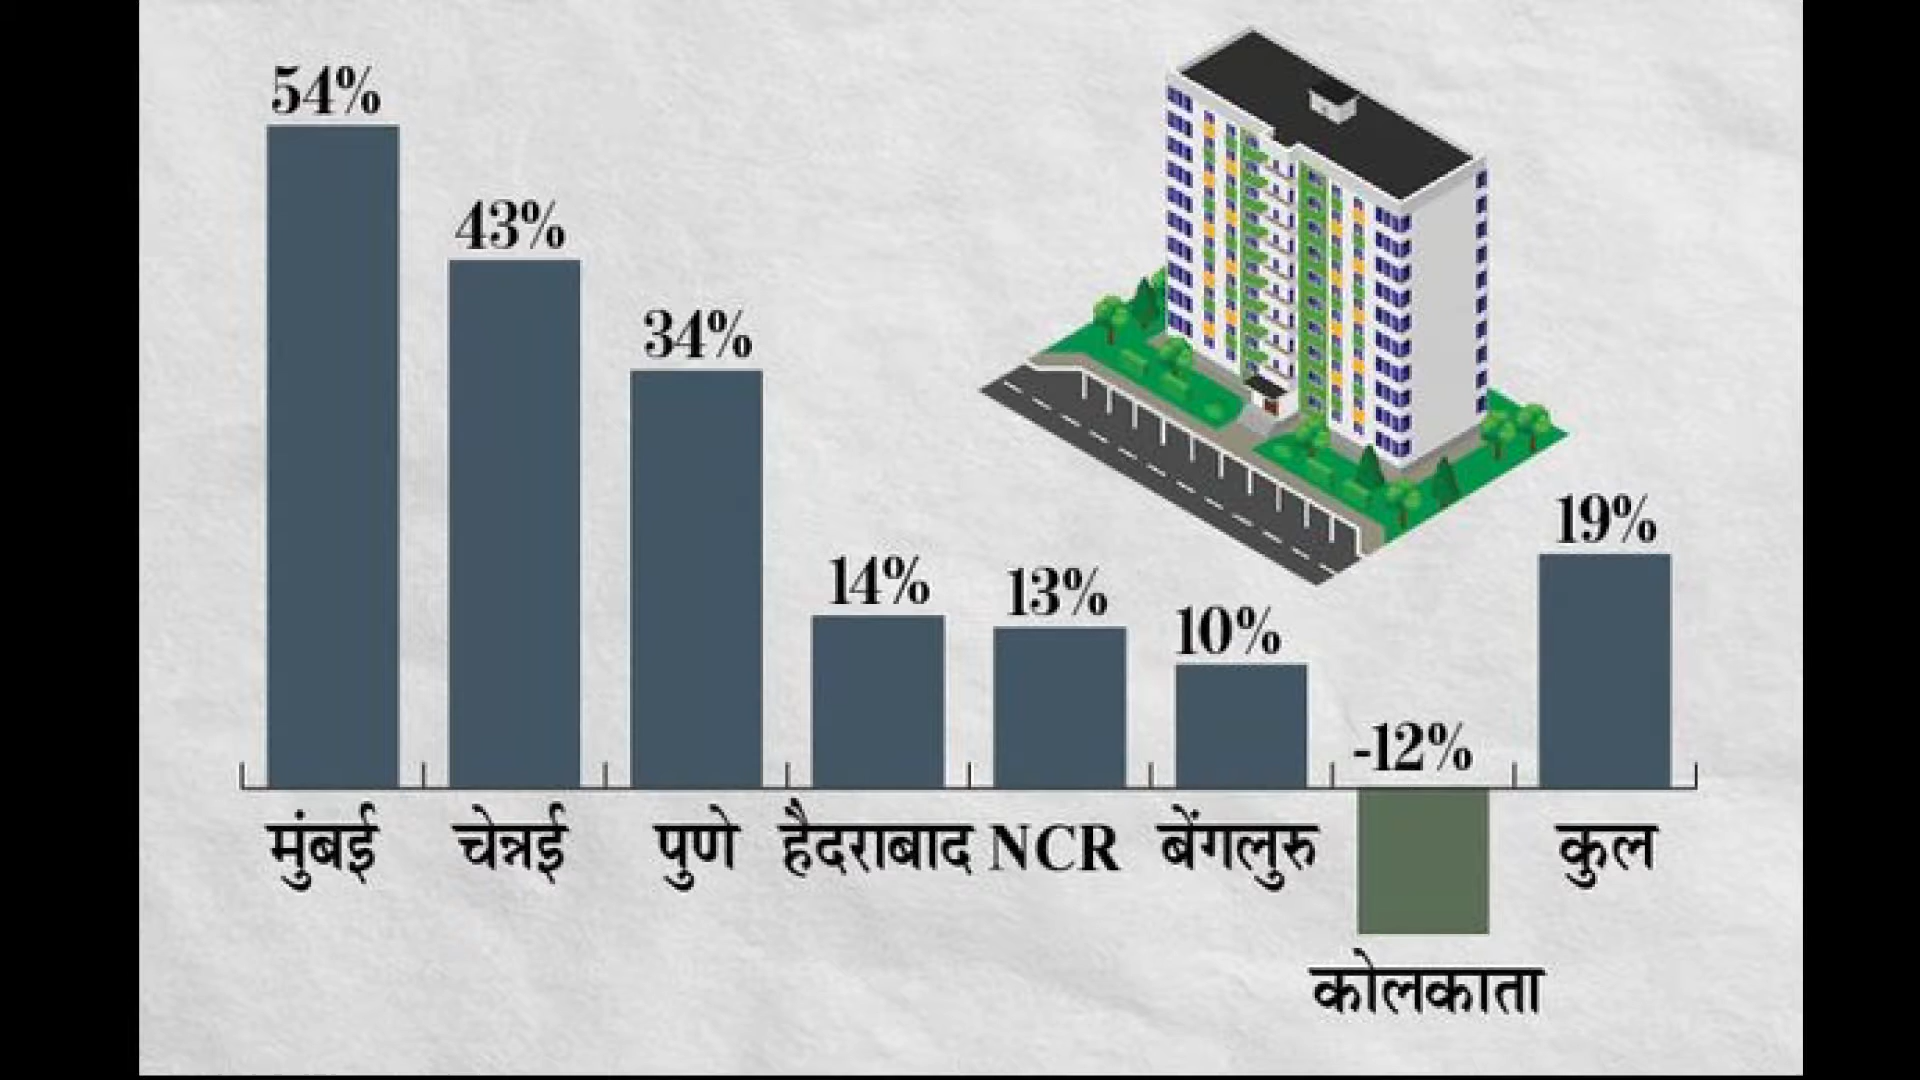 54%
43%
34%
14%
13%
10%
-12%
19%
मुंबई
चेन्नई
पुणे
हैदराबाद
NCR
बेंगलुरु
कोलकाता
कुल